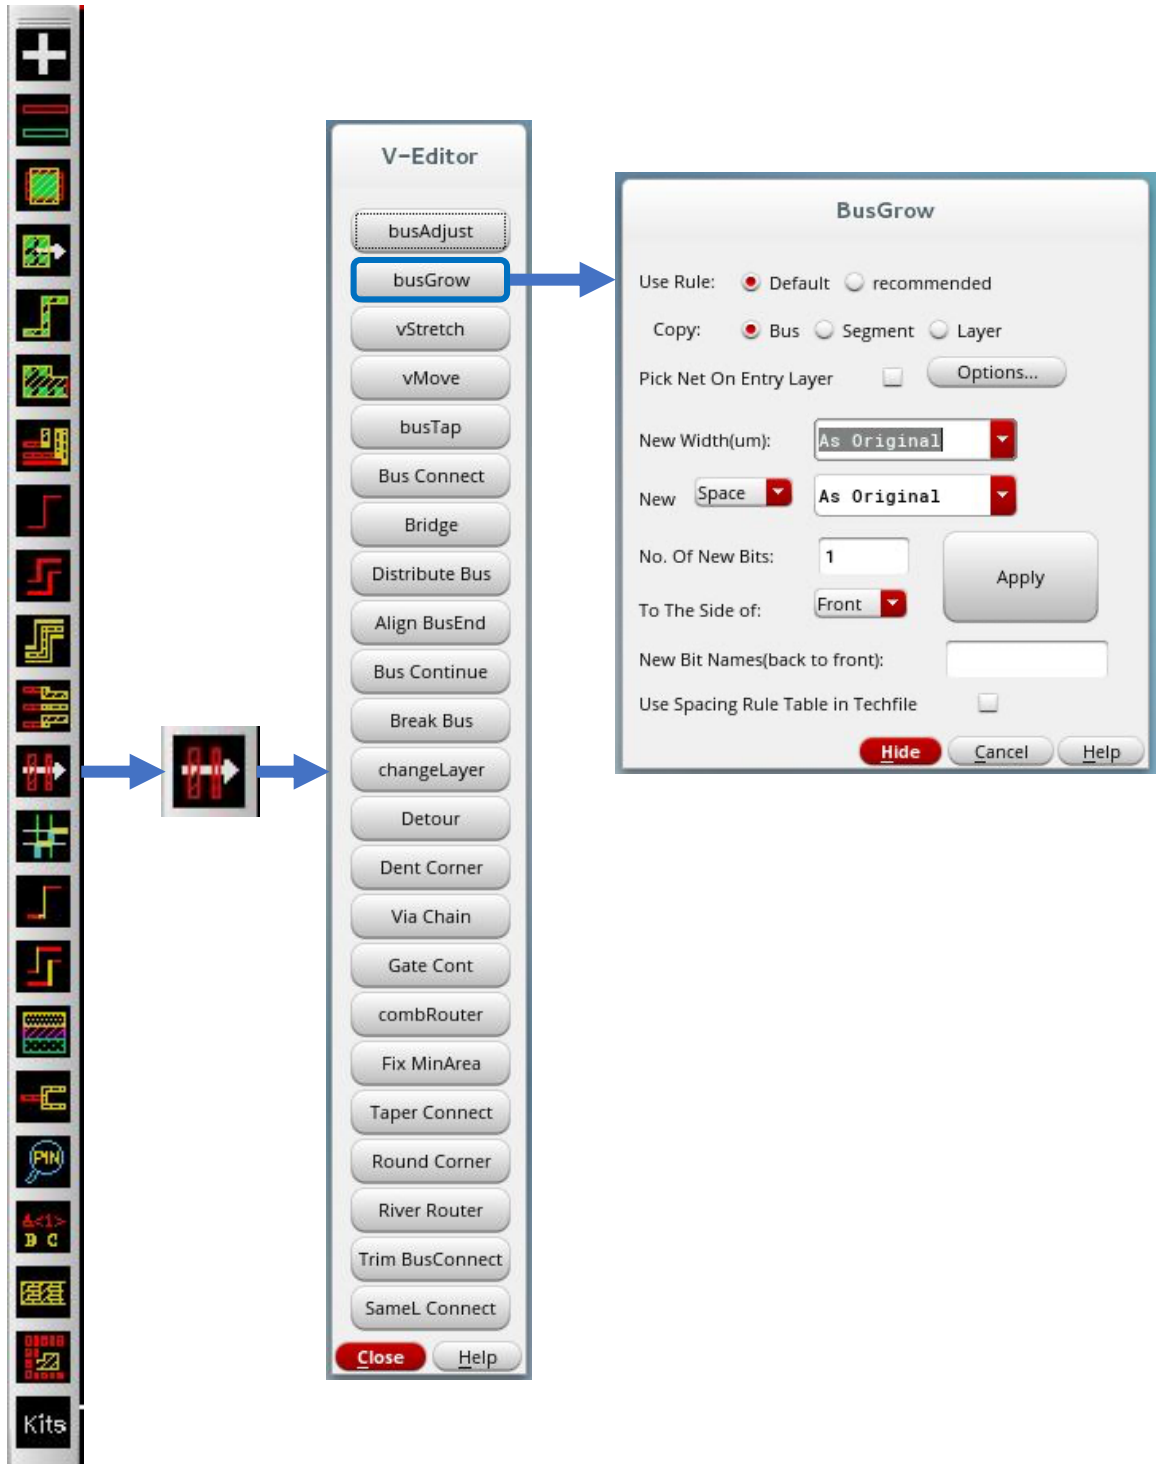 PIN
A<1>
B C
Kits
V-Editor
busAdjust
busGrow
vStretch
vMove
busTap
Bus Connect
Bridge
Distribute Bus
Align BusEnd
Bus Continue
Break Bus
changeLayer
Detour
Dent Corner
Via Chain
Gate Cont
combRouter
Fix MinArea
Taper Connect
Round Corner
River Router
Trim BusConnect
SameL Connect
Close Help
BusGrow
Use Rule: Default recommended
Copy: Bus Segment Layer
Pick Net On Entry Layer Options...
New Width(um): As Original
New Space As Original
No. Of New Bits: 1
Apply
To The Side of: Front
New Bit Names(back to front):
Use Spacing Rule Table in Techfile
Hide Cancel Help